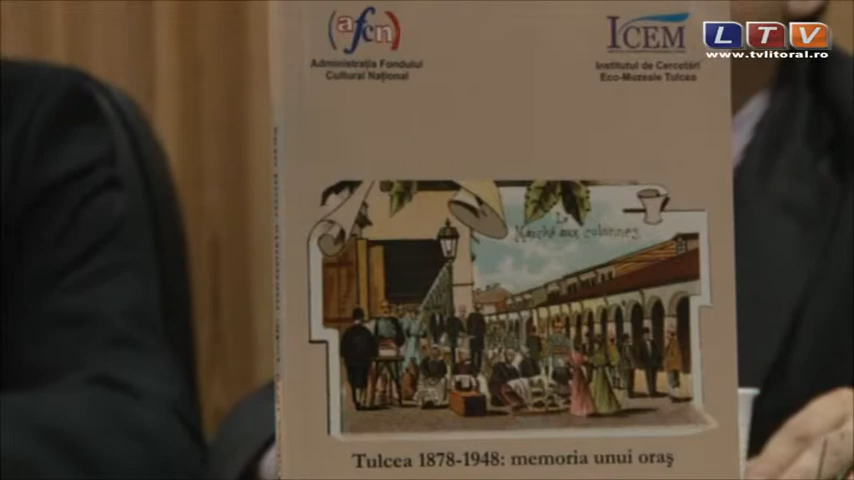 (afcn)
Administrația Fondului
Cultural Național
ICEM
Institutul de Cercetări
Eco-Muzeale Tulcea
LTV
www.tvlitoral.ro
Le
Marché aux colonnes
Tulcea 1878-1948: memoria unui oraș